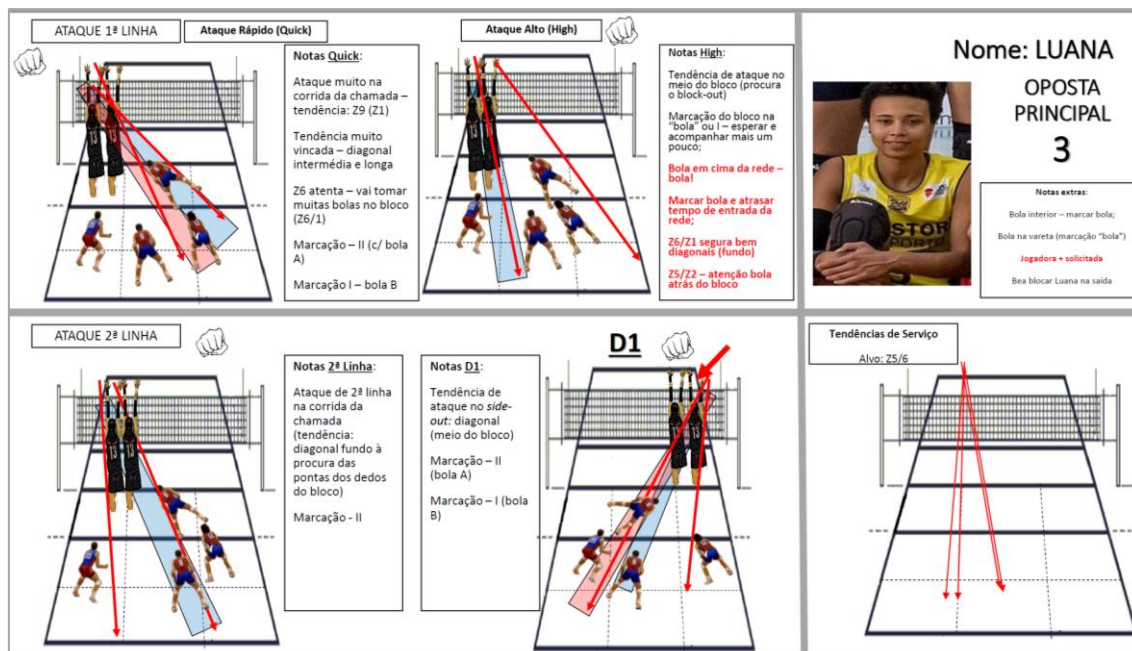 ATAQUE 1ª LINHA
Ataque Rápido (Quick)
Notas Quick:
Ataque muito na
corrida da chamada –
tendência: Z9 (Z1)
Tendência muito
vincada – diagonal
intermédia e longa
Z6 atenta – vai tomar
muitas bolas no bloco
(Z6/1)
Marcação – II (c/ bola
A)
Marcação I – bola B
Ataque Alto (High)
Notas High:
Tendência de ataque no
meio do bloco (procura
o block-out)
Marcação do bloco na
“bola” ou I – esperar e
acompanhar mais um
pouco;
Bola em cima da rede –
bola!
Marcar bola e atrasar
tempo de entrada da
rede;
Z6/Z1 segura bem
diagonais (fundo)
Z5/Z2 – atenção bola
atrás do bloco
Nome: LUANA
OPOSTA
PRINCIPAL
3
STOR
PORTO
Notas extras:
Bola interior – marcar bola;
Bola na vareta (marcação “bola”)
Jogadora + solicitada
Bea blocar Luana na saída
ATAQUE 2ª LINHA
Notas 2ª Linha:
Ataque de 2ª linha
na corrida da
chamada
(tendência:
diagonal fundo à
procura das
pontas dos dedos
do bloco)
Marcação - II
Notas D1:
Tendência de
ataque no side-
out: diagonal
(meio do bloco)
Marcação – II
(bola A)
Marcação – I (bola
B)
D1
Tendências de Serviço
Alvo: Z5/6